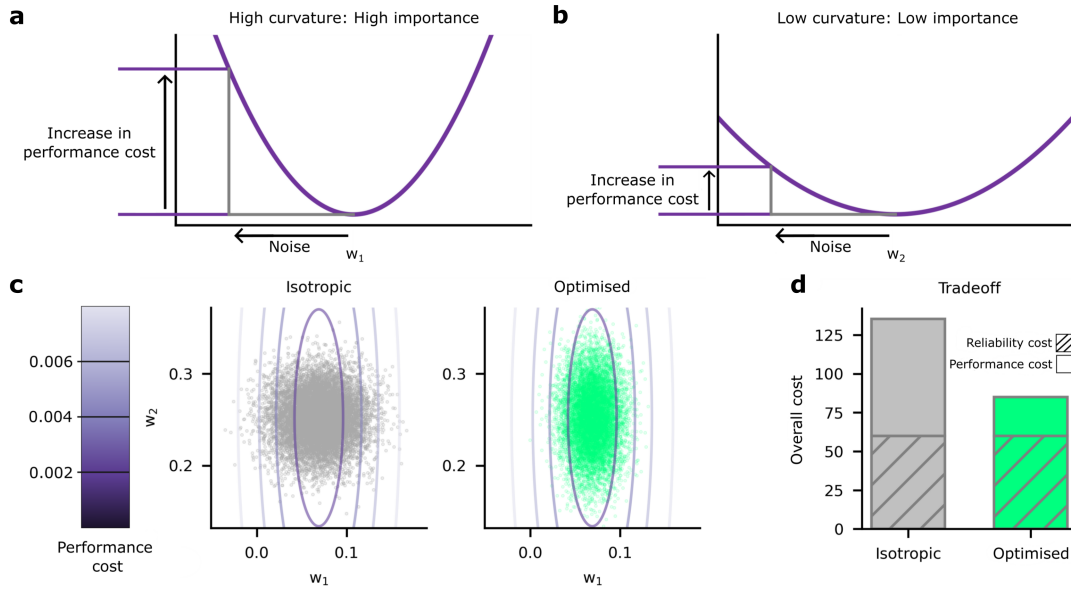 a
High curvature: High importance
Increase in
performance cost
Noise
w1
b
Low curvature: Low importance
Increase in
performance cost
Noise
w2
c
0.006
0.004
0.002
Performance
cost
Isotropic
w2
0.3
0.2
0.0
0.1
w1
Optimised
0.3
0.2
0.0
0.1
w1
d
Tradeoff
Overall cost
125
100
75
50
25
0
Reliability cost
Performance cost
Isotropic
Optimised